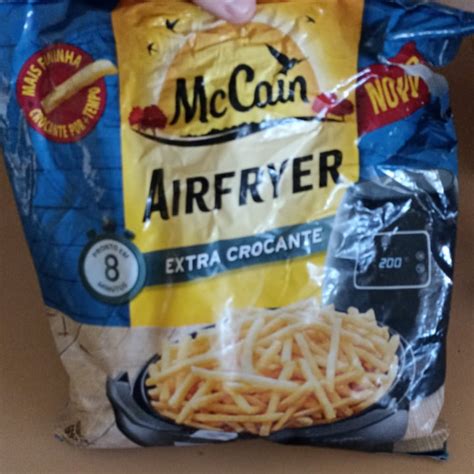 MAIS FININHA
CROCANTE POR + TEMPO
McCain
NOVO
AIRFRYER
EXTRA CROCANTE
PRONTO EM
8
MINUTOS
200°